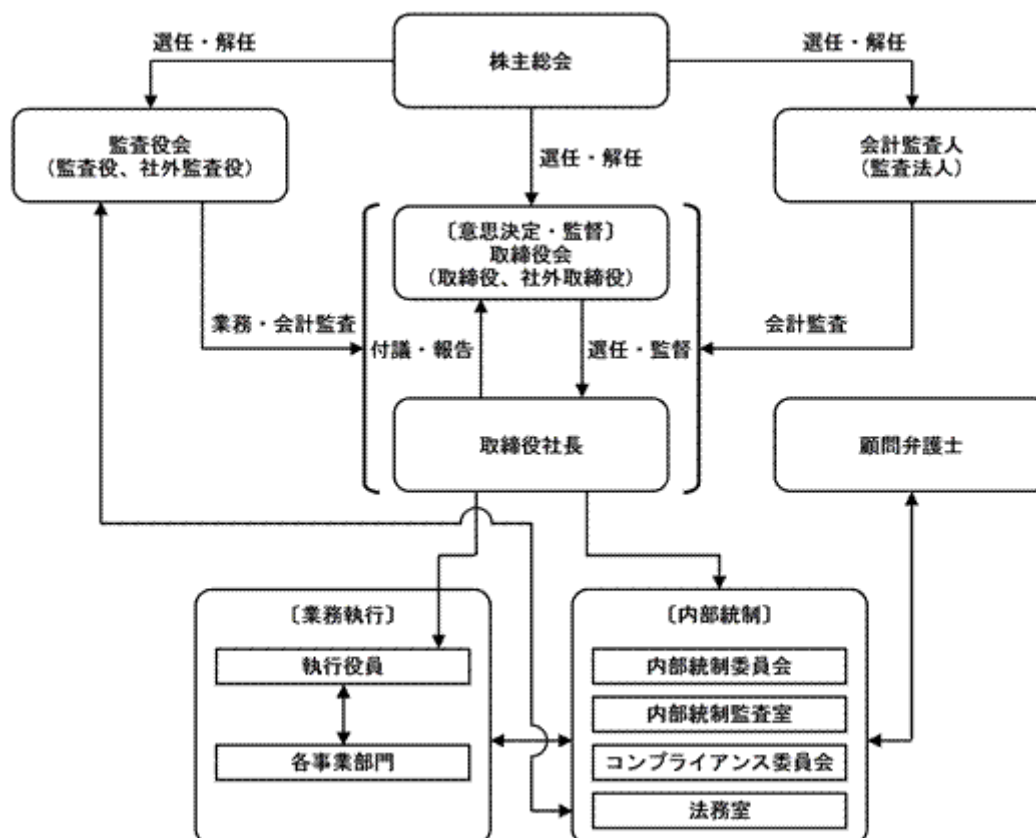 選任・解任
株主総会
選任・解任
監査役会
（監査役、社外監査役）
選任・解任
会計監査人
（監査法人）
〔意思決定・監督〕
取締役会
（取締役、社外取締役）
業務・会計監査
付議・報告
選任・監督
会計監査
取締役社長
顧問弁護士
〔業務執行〕
執行役員
各事業部門
〔内部統制〕
内部統制委員会
内部統制監査室
コンプライアンス委員会
法務室